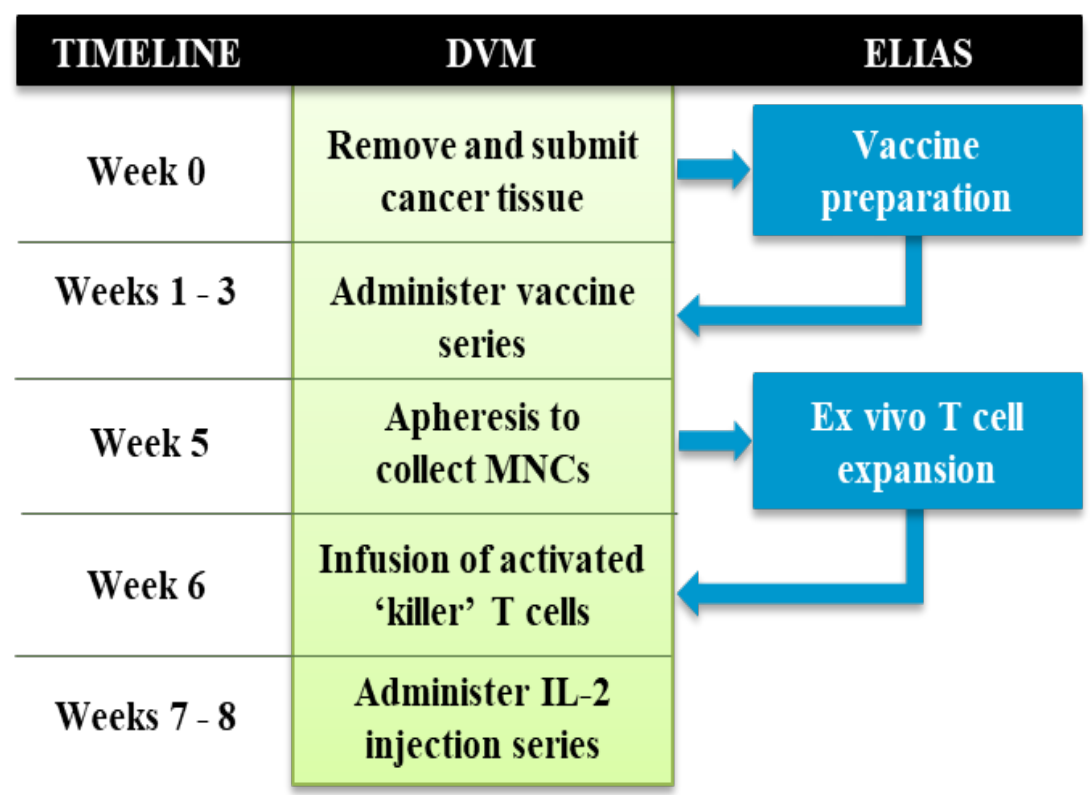 TIMELINE DVM ELIAS
Week 0
Remove and submit
cancer tissue
Vaccine
preparation
Weeks 1 - 3
Administer vaccine
series
Week 5
Apheresis to
collect MNCs
Ex vivo T cell
expansion
Week 6
Infusion of activated
‘killer’ T cells
Weeks 7 - 8
Administer IL-2
injection series